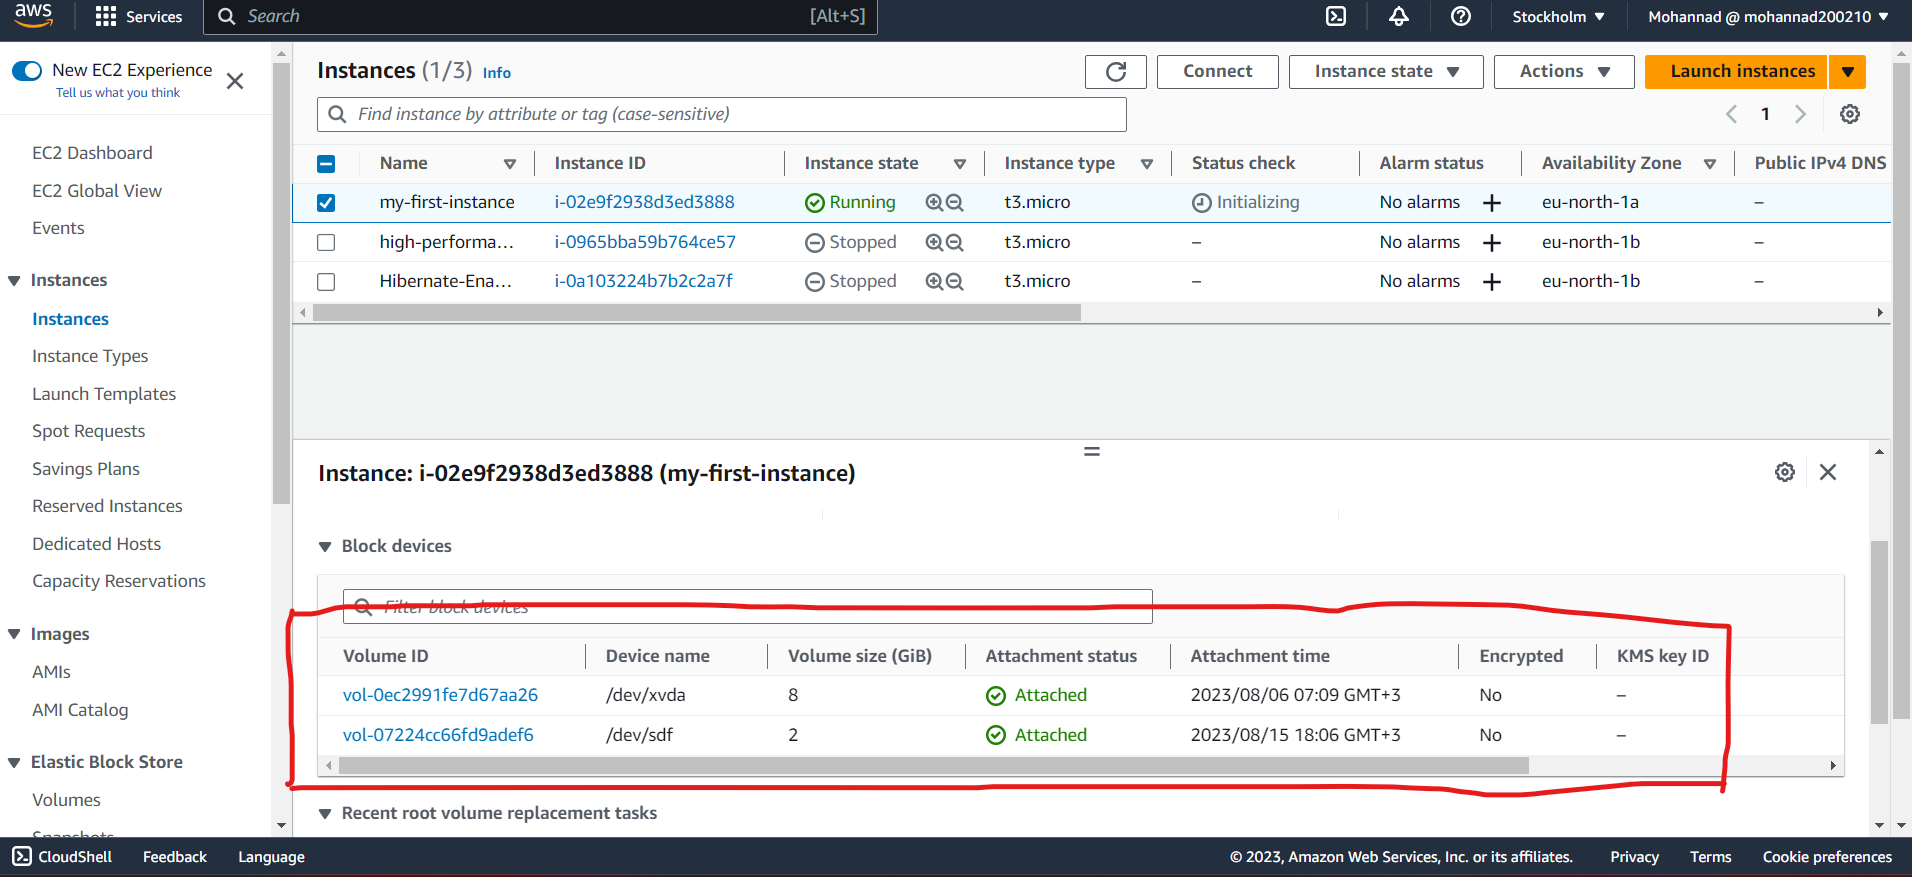 aws Services Search [Alt+S] Stockholm Mohannad @ mohannad200210
New EC2 Experience
Tell us what you think
EC2 Dashboard
EC2 Global View
Events
Instances
Instances
Instance Types
Launch Templates
Spot Requests
Savings Plans
Reserved Instances
Dedicated Hosts
Capacity Reservations
Images
AMIs
AMI Catalog
Elastic Block Store
Volumes
Snapshots
Instances (1/3) Info Connect Instance state Actions Launch instances
Find instance by attribute or tag (case-sensitive) 1
Name Instance ID Instance state Instance type Status check Alarm status Availability Zone Public IPv4 DNS
my-first-instance i-02e9f2938d3ed3888 Running t3.micro Initializing No alarms + eu-north-1a –
high-performa... i-0965bba59b764ce57 Stopped t3.micro – No alarms + eu-north-1b –
Hibernate-Ena... i-0a103224b7b2c2a7f Stopped t3.micro – No alarms + eu-north-1b –
Instance: i-02e9f2938d3ed3888 (my-first-instance)
Block devices
Filter block devices
Volume ID Device name Volume size (GiB) Attachment status Attachment time Encrypted KMS key ID
vol-0ec2991fe7d67aa26 /dev/xvda 8 Attached 2023/08/06 07:09 GMT+3 No –
vol-07224cc66fd9adef6 /dev/sdf 2 Attached 2023/08/15 18:06 GMT+3 No –
Recent root volume replacement tasks
CloudShell Feedback Language © 2023, Amazon Web Services, Inc. or its affiliates. Privacy Terms Cookie preferences